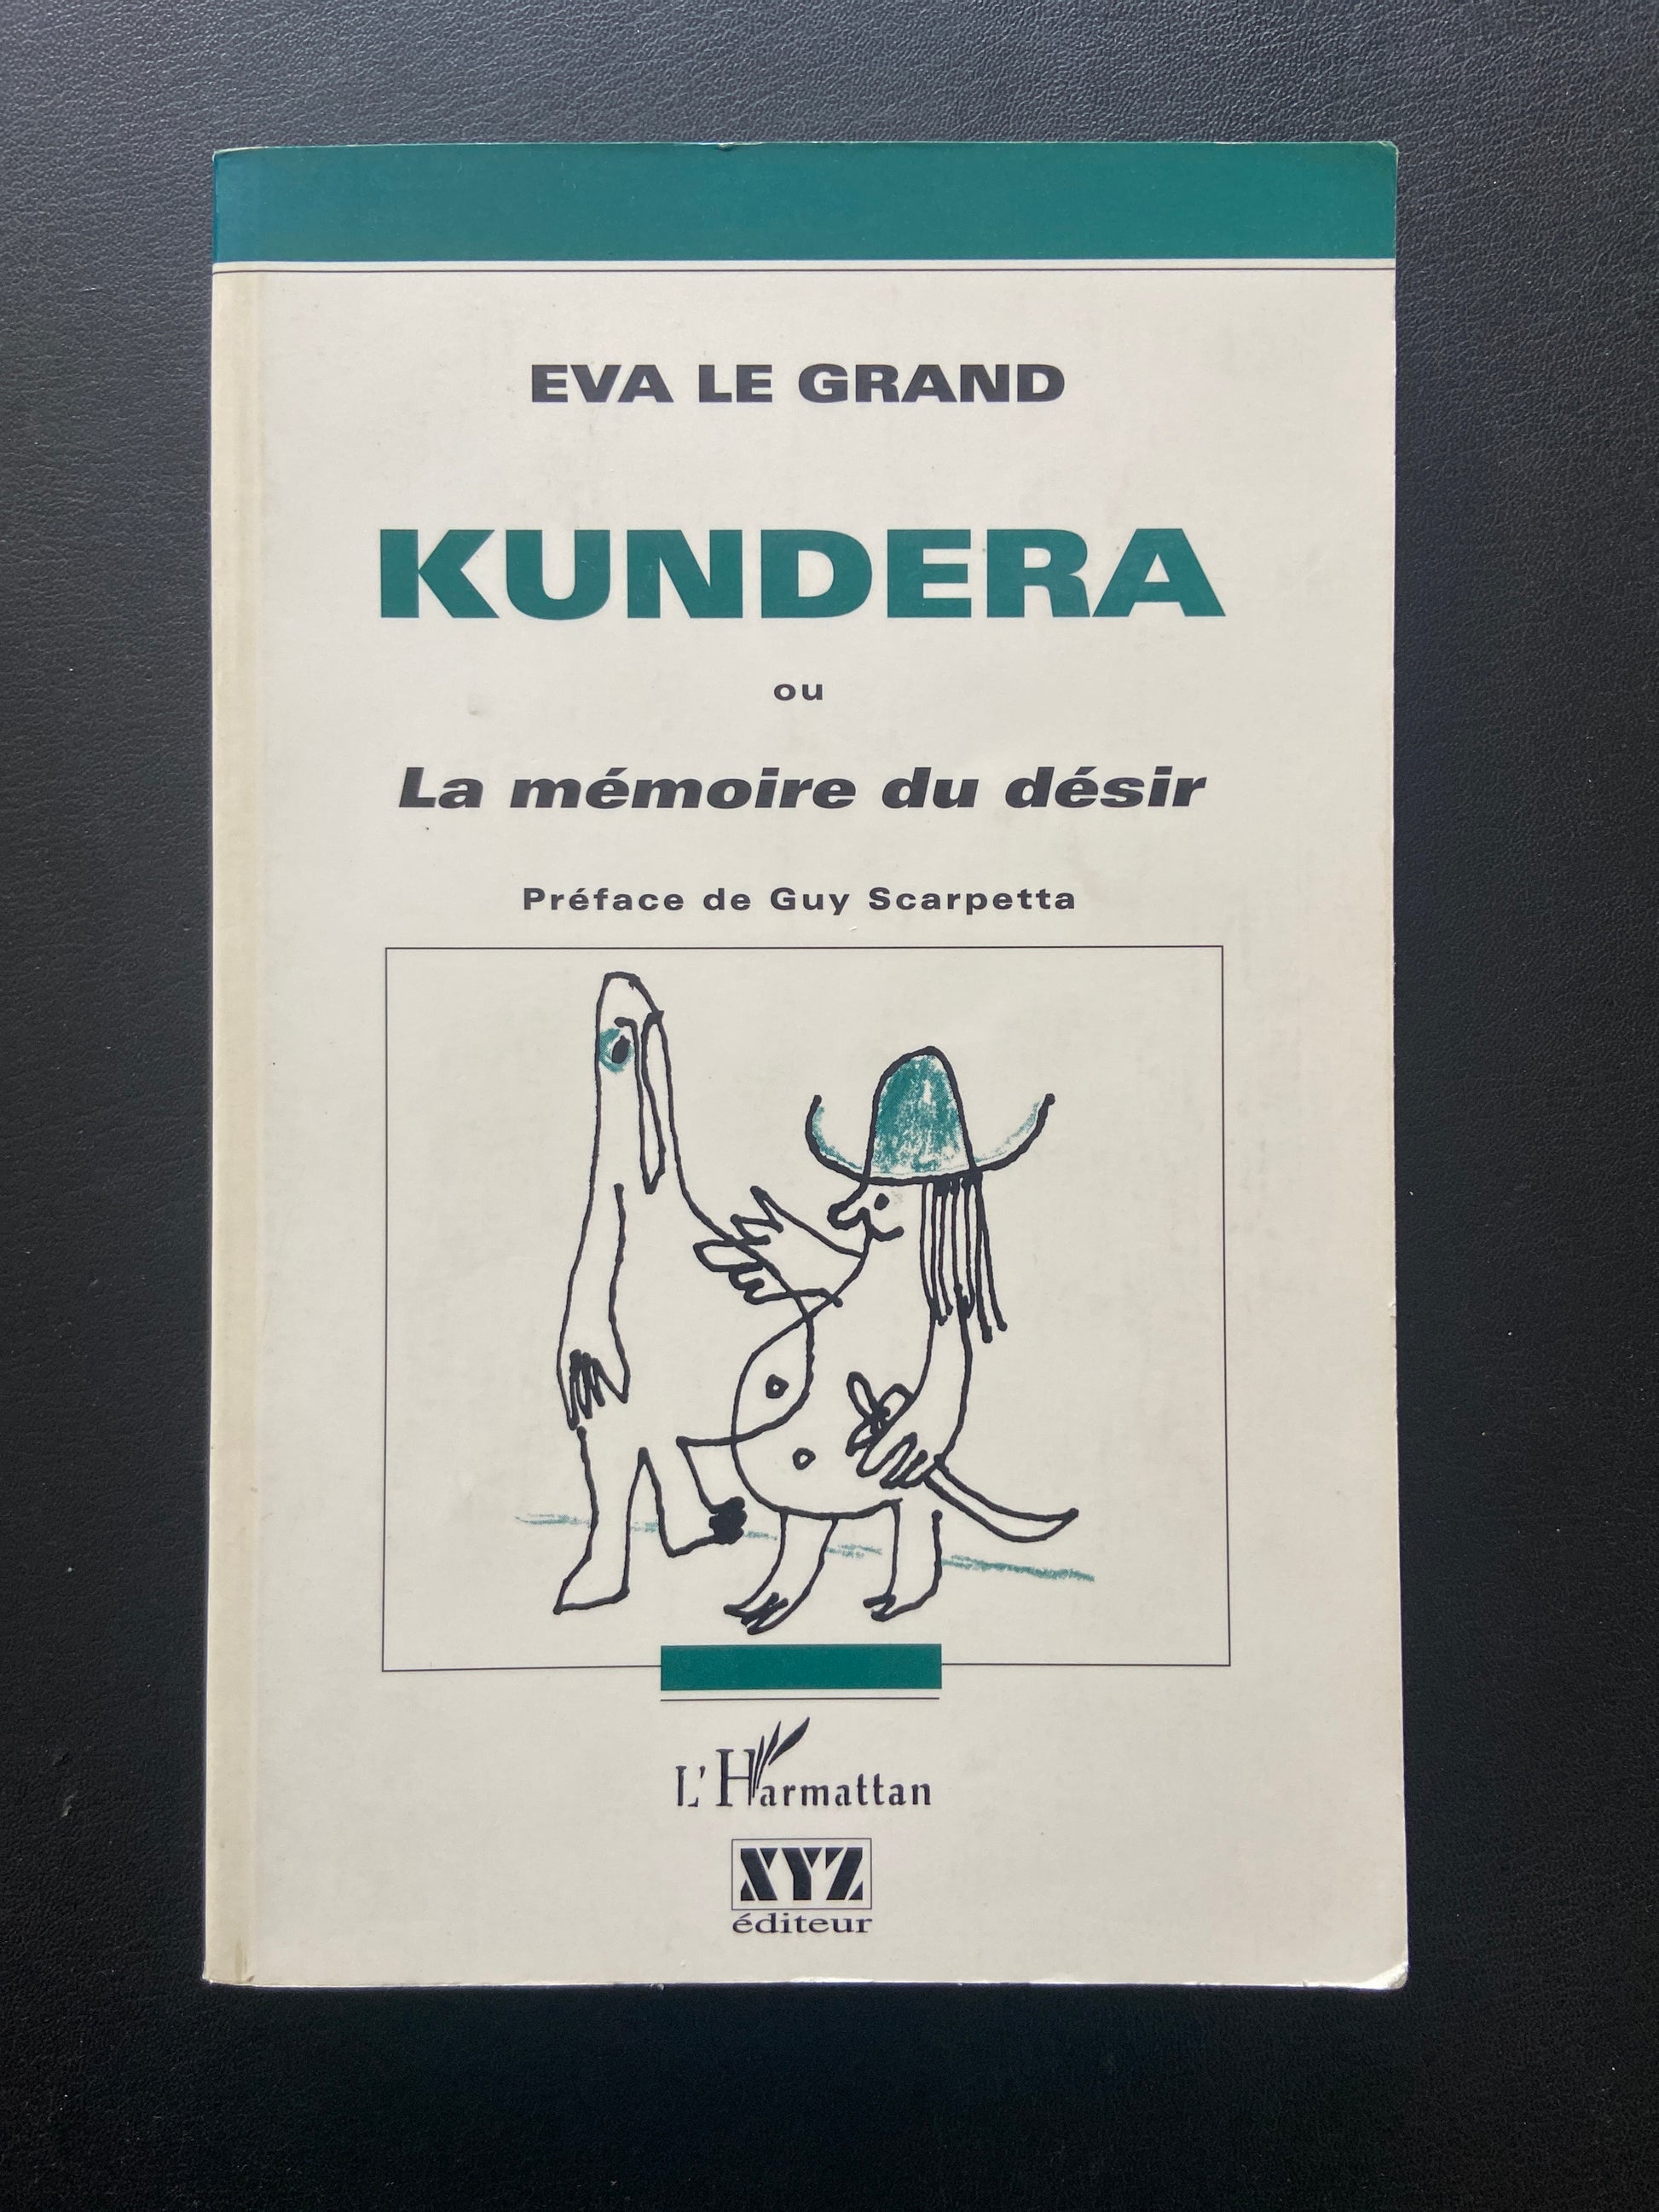 EVA LE GRAND
KUNDERA
ou
La mémoire du désir
Préface de Guy Scarpetta
L'Harmattan
XYZ
éditeur